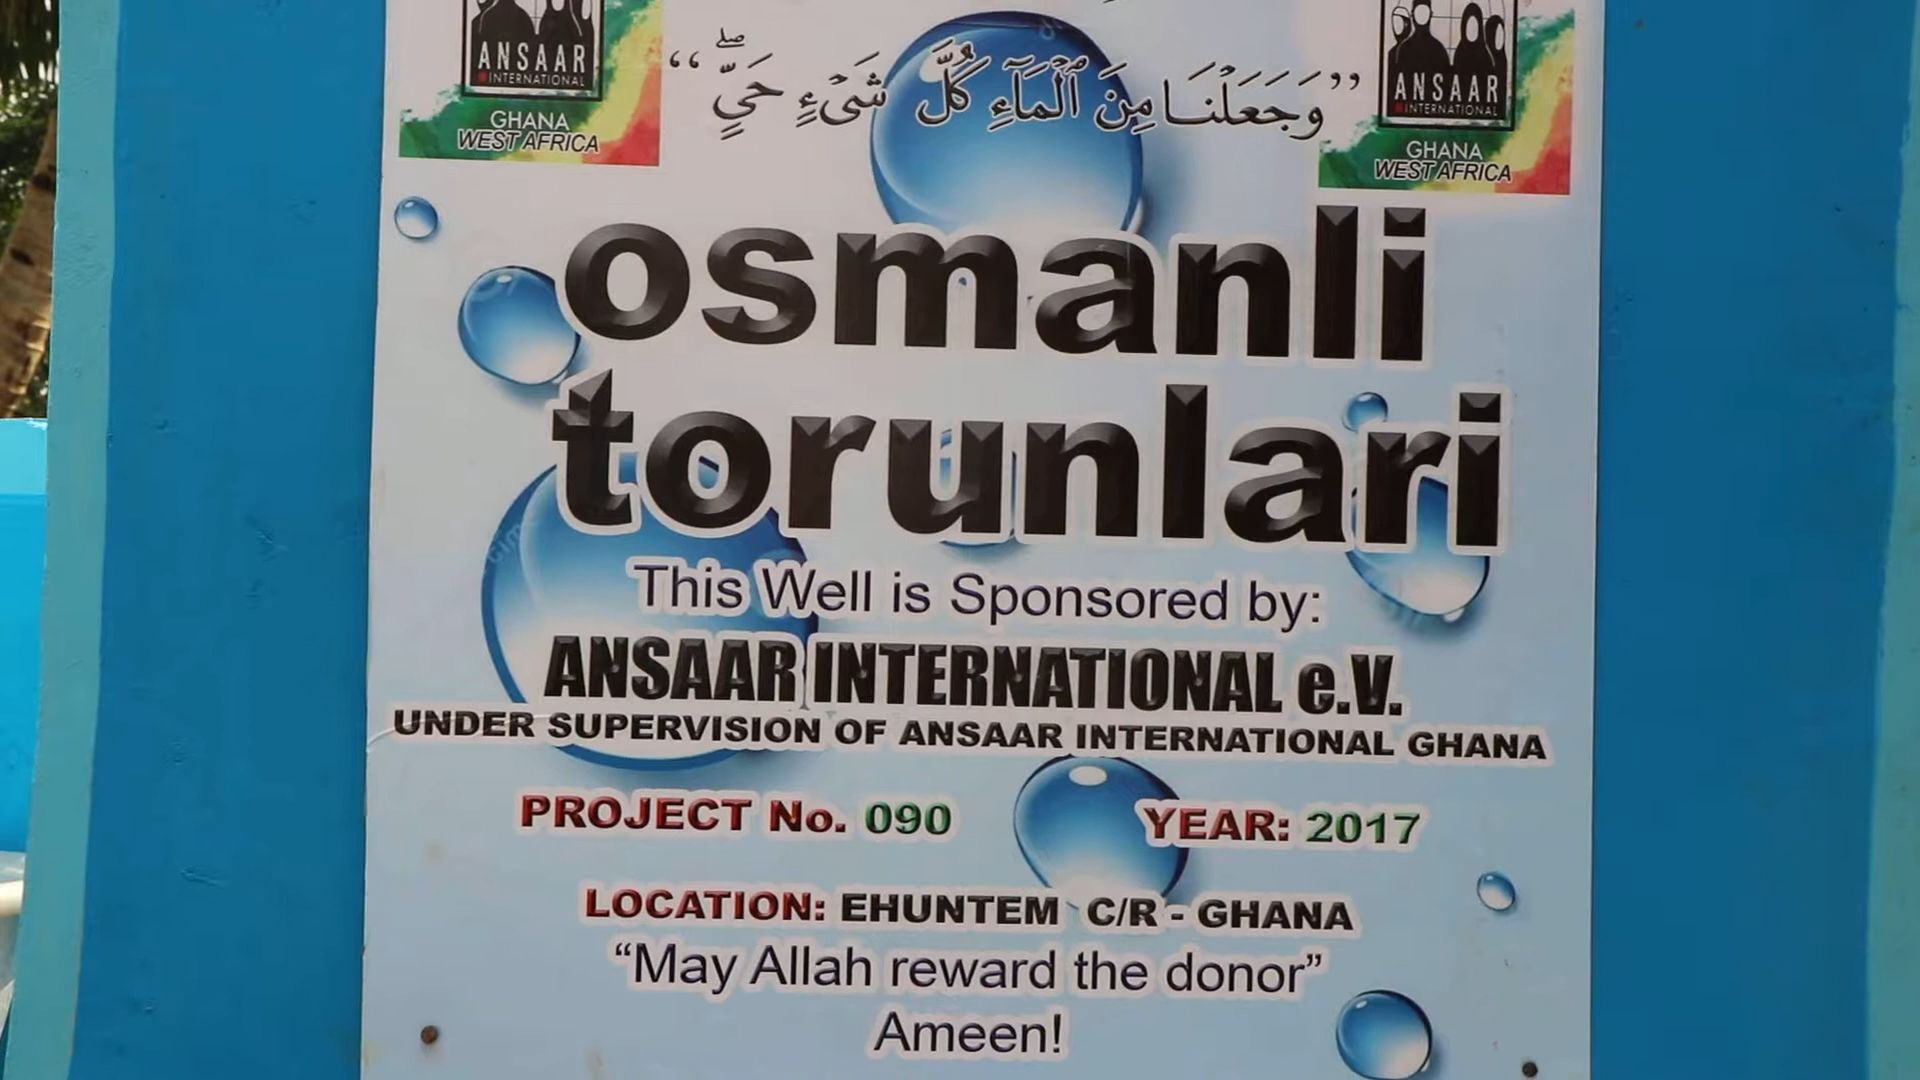 ANSAAR
INTERNATIONAL
GHANA
WEST AFRICA
“وَجَعَلْنَا مِنَ ٱلْمَآءِ كُلَّ شَىْءٍ حَيٍّ ۖ”
ANSAAR
INTERNATIONAL
GHANA
WEST AFRICA
osmanli
torunlari
This Well is Sponsored by:
ANSAAR INTERNATIONAL e.V.
UNDER SUPERVISION OF ANSAAR INTERNATIONAL GHANA
PROJECT No. 090 YEAR: 2017
LOCATION: EHUNTEM C/R - GHANA
“May Allah reward the donor”
Ameen!